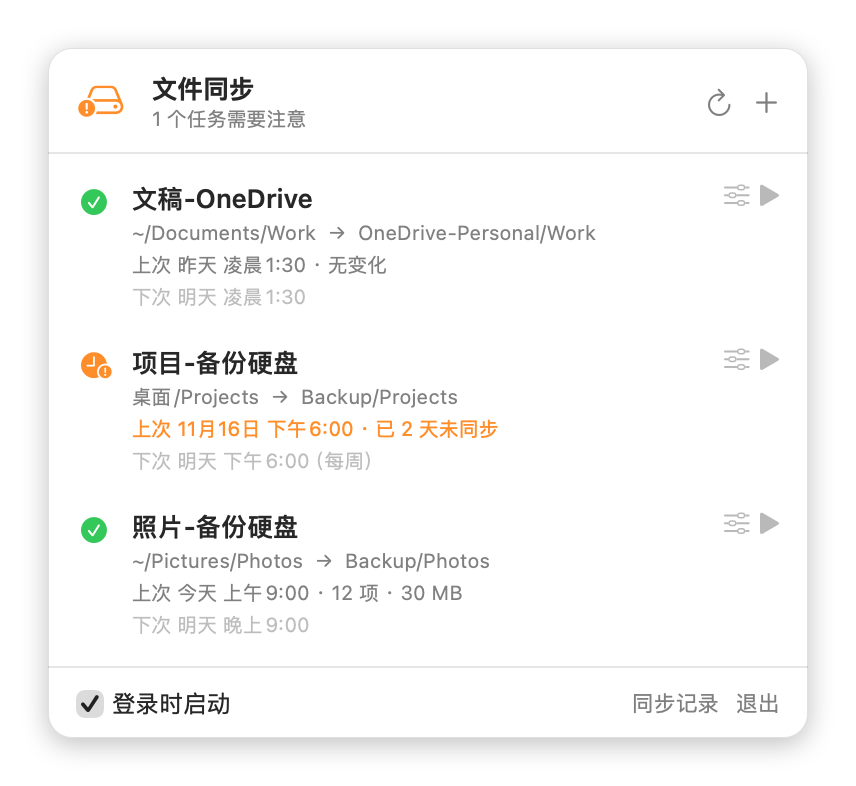 文件同步
1 个任务需要注意
文稿-OneDrive
~/Documents/Work → OneDrive-Personal/Work
上次 昨天 凌晨1:30 · 无变化
下次 明天 凌晨1:30
项目-备份硬盘
桌面/Projects → Backup/Projects
上次 11月16日 下午6:00 · 已 2 天未同步
下次 明天 下午6:00 (每周)
照片-备份硬盘
~/Pictures/Photos → Backup/Photos
上次 今天 上午9:00 · 12 项 · 30 MB
下次 明天 晚上9:00
登录时启动
同步记录 退出